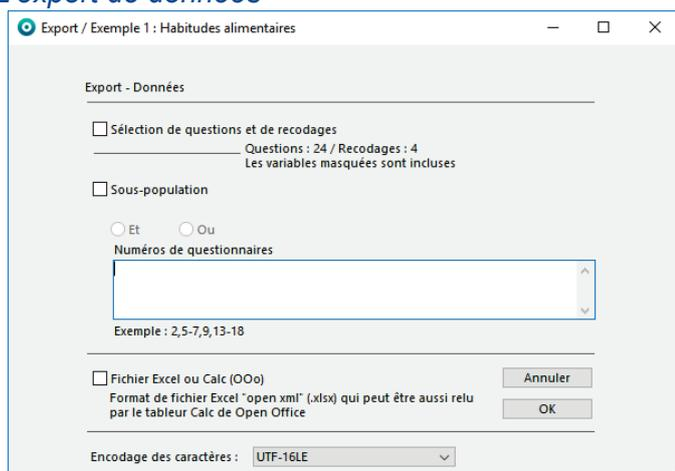 L'export de données
Export / Exemple 1 : Habitudes alimentaires
Export - Données
Sélection de questions et de recodages
Questions : 24 / Recodages : 4
Les variables masquées sont incluses
Sous-population
Et Ou
Numéros de questionnaires
Exemple : 2,5-7,9,13-18
Fichier Excel ou Calc (OOo)
Annuler
Format de fichier Excel "open xml" (.xlsx) qui peut être aussi relu
par le tableur Calc de Open Office
OK
Encodage des caractères : UTF-16LE